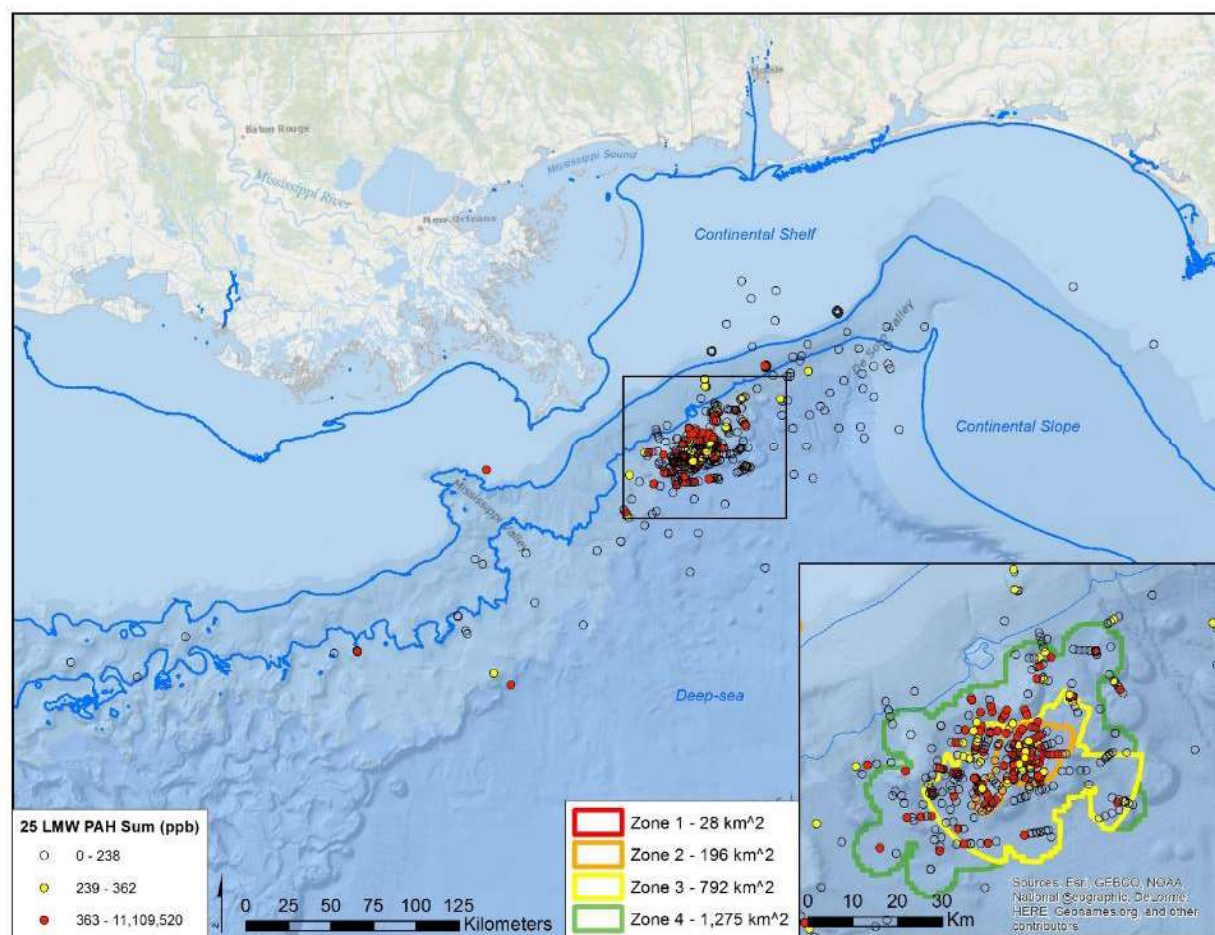 Mobile
Baton Rouge
Mississippi Sound
Mississippi River
New Orleans
Continental Shelf
De Soto Valley
Continental Slope
Mississippi Valley
Deep-sea
25 LMW PAH Sum (ppb)
0 - 238
239 - 362
363 - 11,109,520
N
0 25 50 75 100 125
Kilometers
Zone 1 - 28 km^2
Zone 2 - 196 km^2
Zone 3 - 792 km^2
Zone 4 - 1,275 km^2
0 10 20 30
Km
Sources: Esri, GEBCO, NOAA,
National Geographic, DeLorme,
HERE, Geonames.org, and other
contributors